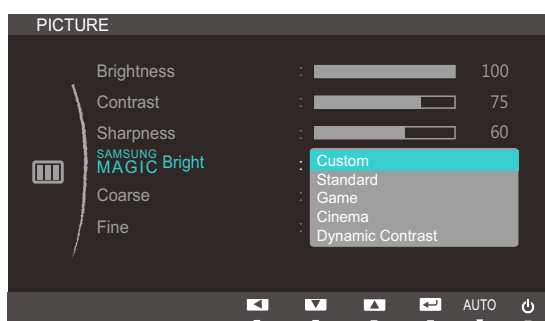 PICTURE
Brightness : 100
Contrast : 75
Sharpness : 60
SAMSUNG
MAGIC Bright : Custom
Standard
Game
Coarse :
Cinema
Fine : Dynamic Contrast
AUTO